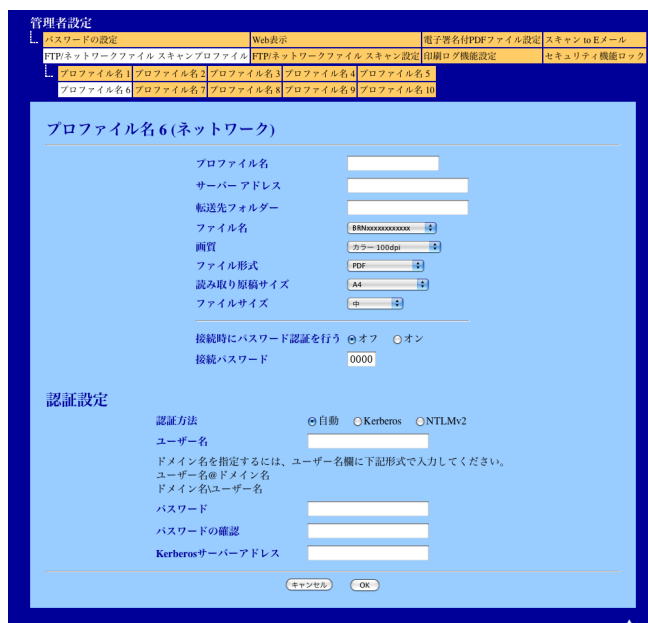 管理者設定
パスワードの設定 Web表示 電子署名付PDFファイル設定 スキャン to Eメール
FTP/ネットワークファイル スキャンプロファイル FTP/ネットワークファイル スキャン設定 印刷ログ機能設定 セキュリティ機能ロック
プロファイル名 1 プロファイル名 2 プロファイル名 3 プロファイル名 4 プロファイル名 5
プロファイル名 6 プロファイル名 7 プロファイル名 8 プロファイル名 9 プロファイル名 10
プロファイル名 6 (ネットワーク)
プロファイル名
サーバー アドレス
転送先フォルダー
ファイル名 BRNxxxxxxxxxxxx
画質 カラー 100dpi
ファイル形式 PDF
読み取り原稿サイズ A4
ファイルサイズ 中
接続時にパスワード認証を行う オフ オン
接続パスワード 0000
認証設定
認証方法 自動 Kerberos NTLMv2
ユーザー名
ドメイン名を指定するには、ユーザー名欄に下記形式で入力してください。
ユーザー名@ドメイン名
ドメイン名\ユーザー名
パスワード
パスワードの確認
Kerberosサーバーアドレス
キャンセル OK